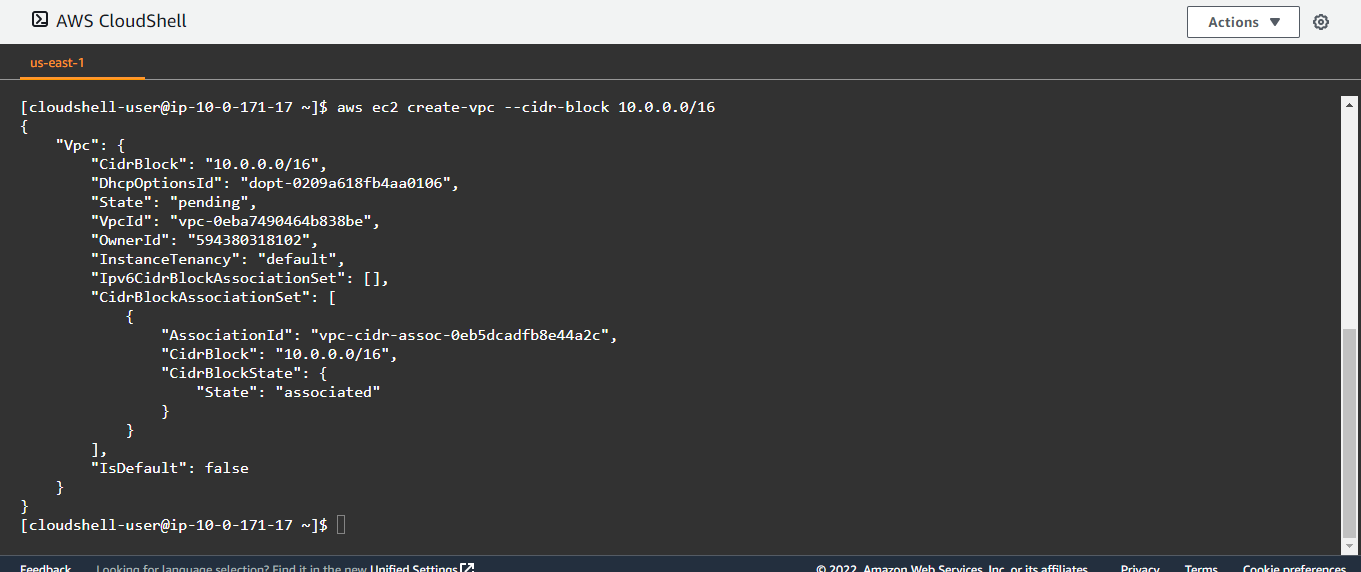 AWS CloudShell
Actions
us-east-1
[cloudshell-user@ip-10-0-171-17 ~]$ aws ec2 create-vpc --cidr-block 10.0.0.0/16
{
    "Vpc": {
        "CidrBlock": "10.0.0.0/16",
        "DhcpOptionsId": "dopt-0209a618fb4aa0106",
        "State": "pending",
        "VpcId": "vpc-0eba7490464b838be",
        "OwnerId": "594380318102",
        "InstanceTenancy": "default",
        "Ipv6CidrBlockAssociationSet": [],
        "CidrBlockAssociationSet": [
            {
                "AssociationId": "vpc-cidr-assoc-0eb5dcadfb8e44a2c",
                "CidrBlock": "10.0.0.0/16",
                "CidrBlockState": {
                    "State": "associated"
                }
            }
        ],
        "IsDefault": false
    }
}
[cloudshell-user@ip-10-0-171-17 ~]$
Feedback Looking for language selection? Find it in the new Unified Settings © 2022, Amazon Web Services, Inc. or its affiliates. Privacy Terms Cookie preferences